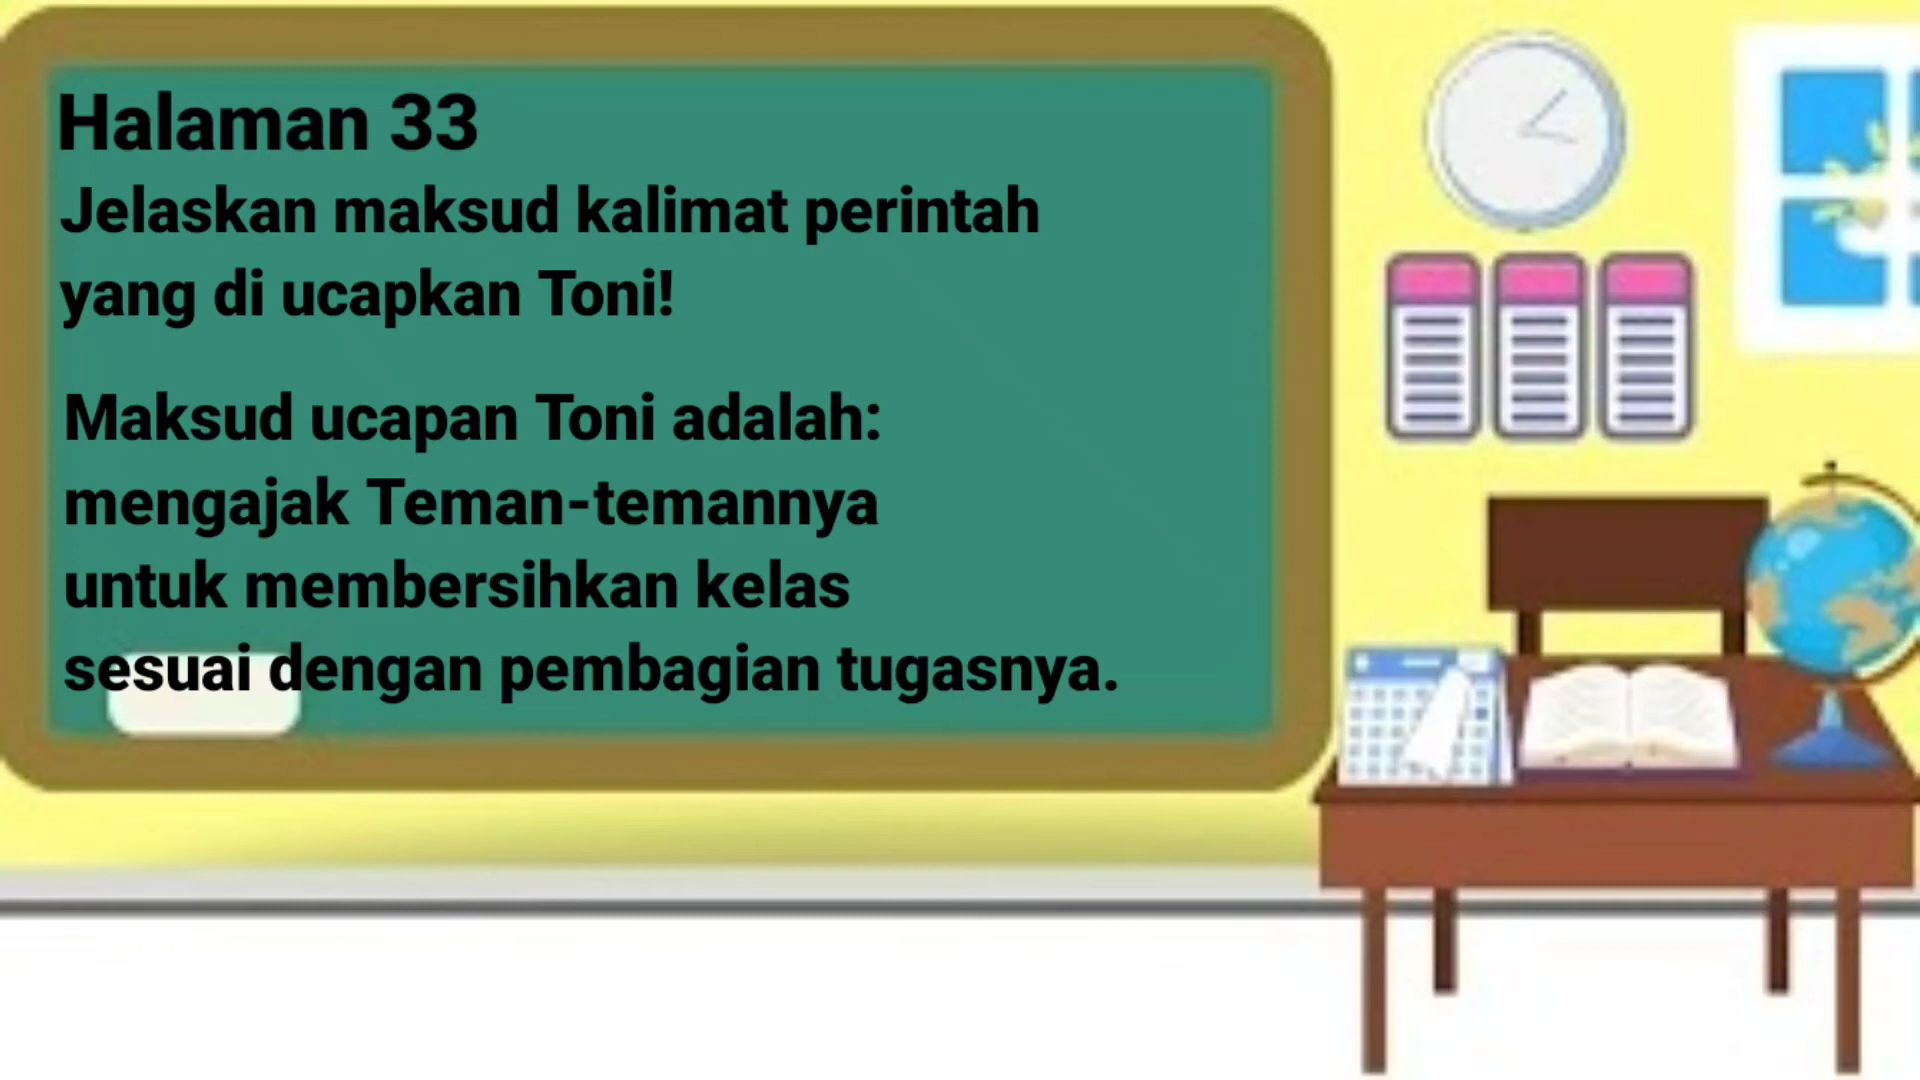 Halaman 33
Jelaskan maksud kalimat perintah
yang di ucapkan Toni!
Maksud ucapan Toni adalah:
mengajak Teman-temannya
untuk membersihkan kelas
sesuai dengan pembagian tugasnya.